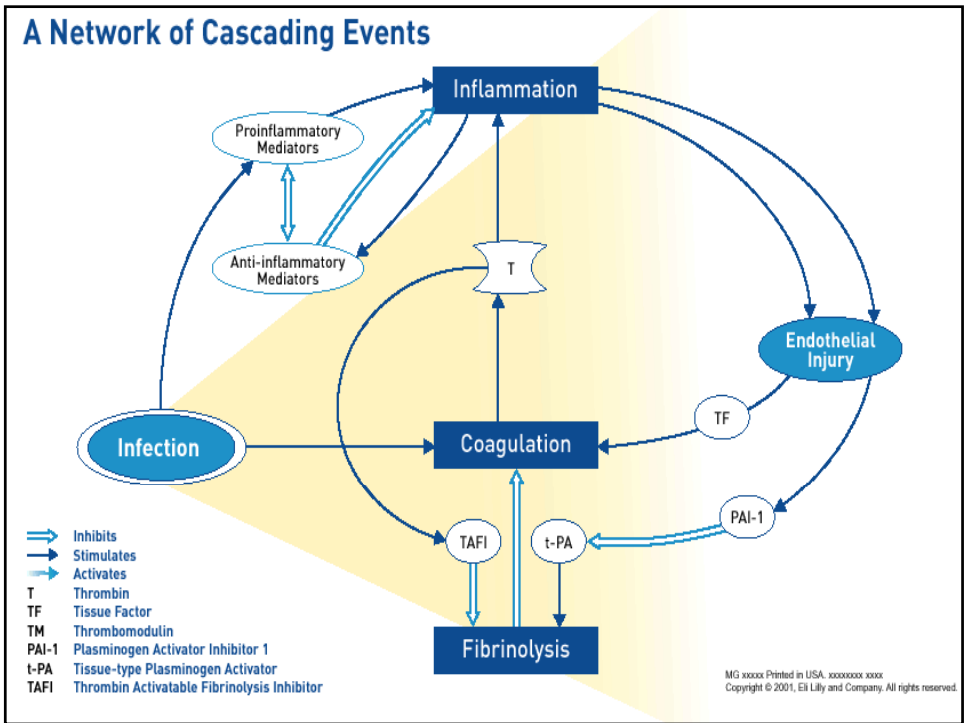 A Network of Cascading Events
Inflammation
Proinflammatory
Mediators
Anti-inflammatory
Mediators
T
Endothelial
Injury
TF
Infection
Coagulation
PAI-1
TAFI
t-PA
Fibrinolysis
Inhibits
Stimulates
Activates
T Thrombin
TF Tissue Factor
TM Thrombomodulin
PAI-1 Plasminogen Activator Inhibitor 1
t-PA Tissue-type Plasminogen Activator
TAFI Thrombin Activatable Fibrinolysis Inhibitor
MG xxxxx Printed in USA. xxxxxxxx xxxx
Copyright © 2001, Eli Lilly and Company. All rights reserved.